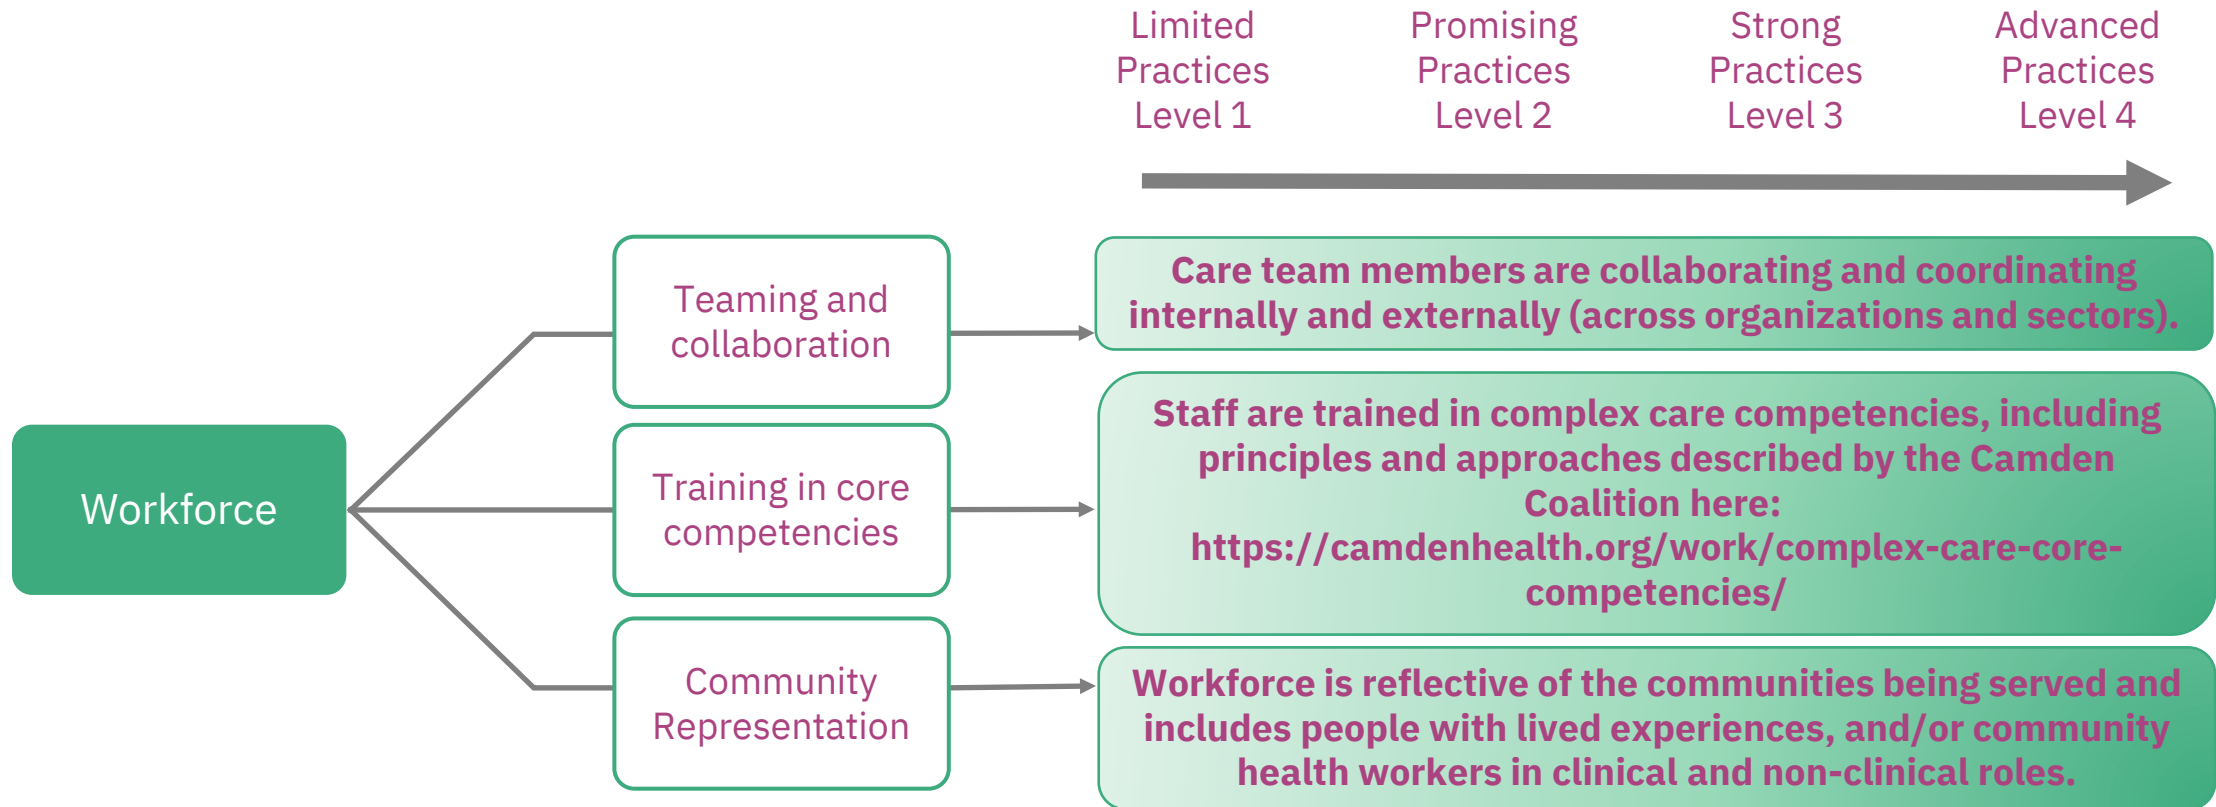 Limited
Practices
Level 1
Promising
Practices
Level 2
Strong
Practices
Level 3
Advanced
Practices
Level 4
Workforce
Teaming and
collaboration
Care team members are collaborating and coordinating
internally and externally (across organizations and sectors).
Training in core
competencies
Staff are trained in complex care competencies, including
principles and approaches described by the Camden
Coalition here:
https://camdenhealth.org/work/complex-care-core-
competencies/
Community
Representation
Workforce is reflective of the communities being served and
includes people with lived experiences, and/or community
health workers in clinical and non-clinical roles.